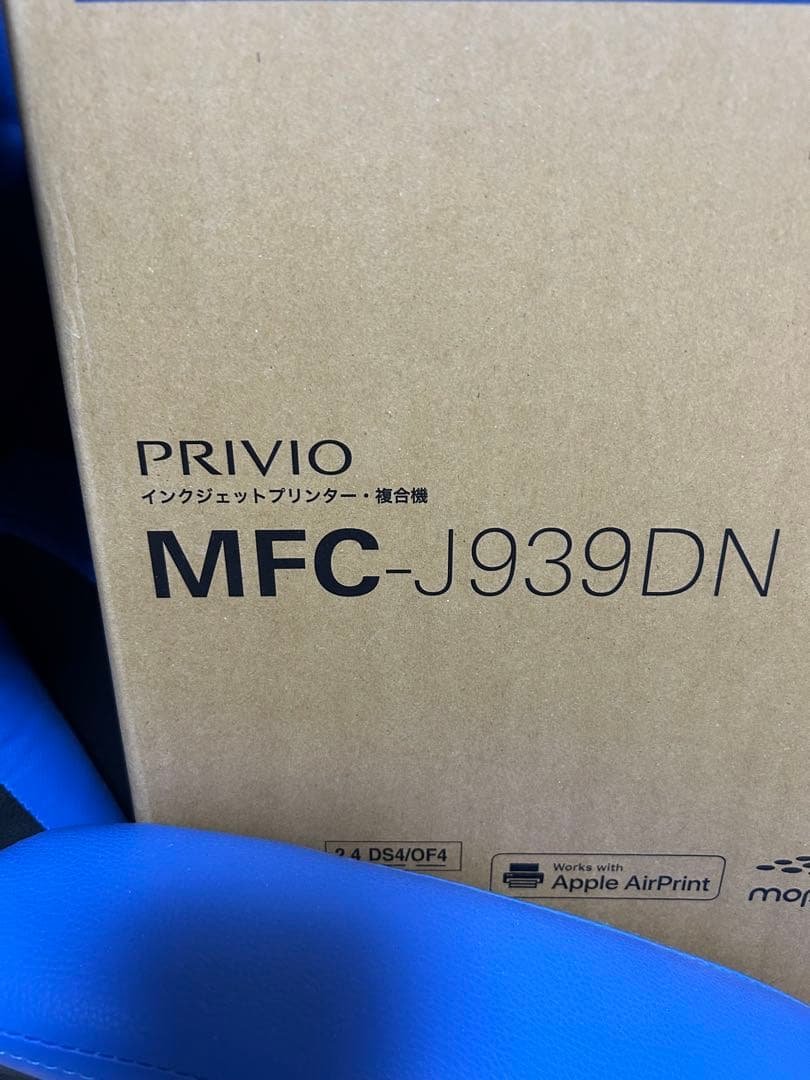 PRIVIO
インクジェットプリンター・複合機
MFC-J939DN
2.4 DS4/OF4
Works with
Apple AirPrint